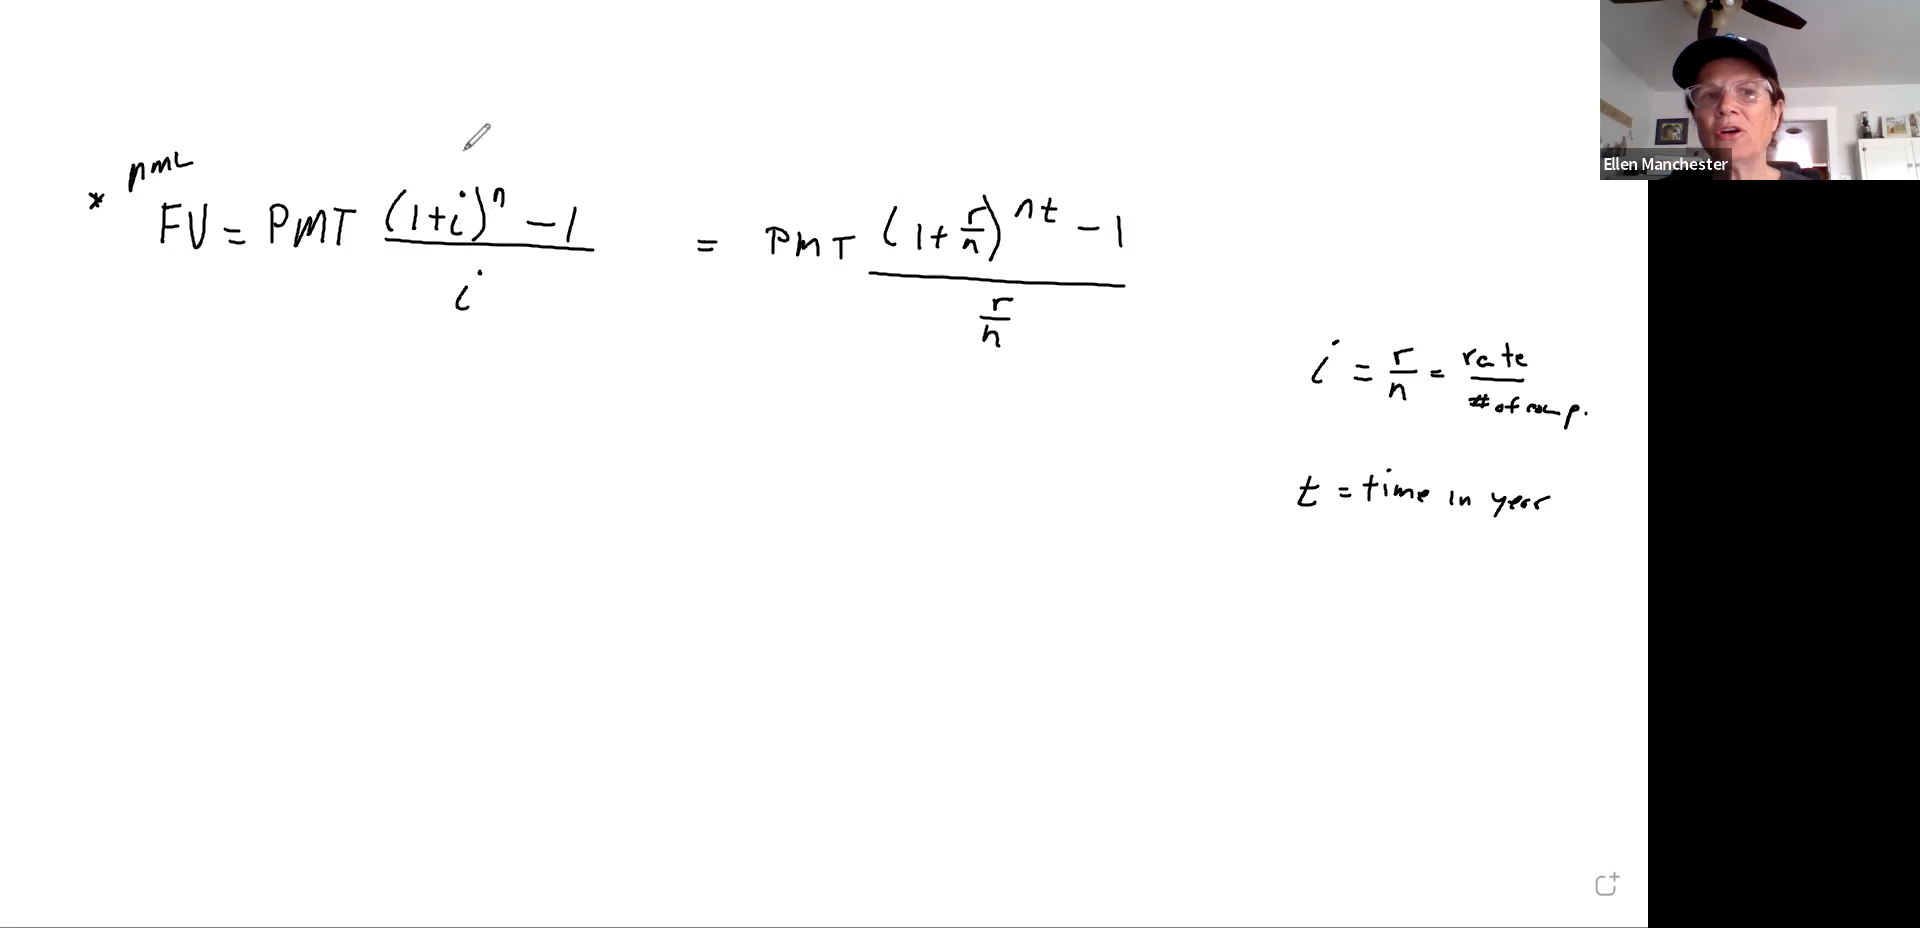 Ellen Manchester
* nmL
FV = PMT ((1+i)^n - 1) / i = PMT ((1+r/n)^nt - 1) / (r/n)
i = r/n = rate / # of comp.
t = time in year